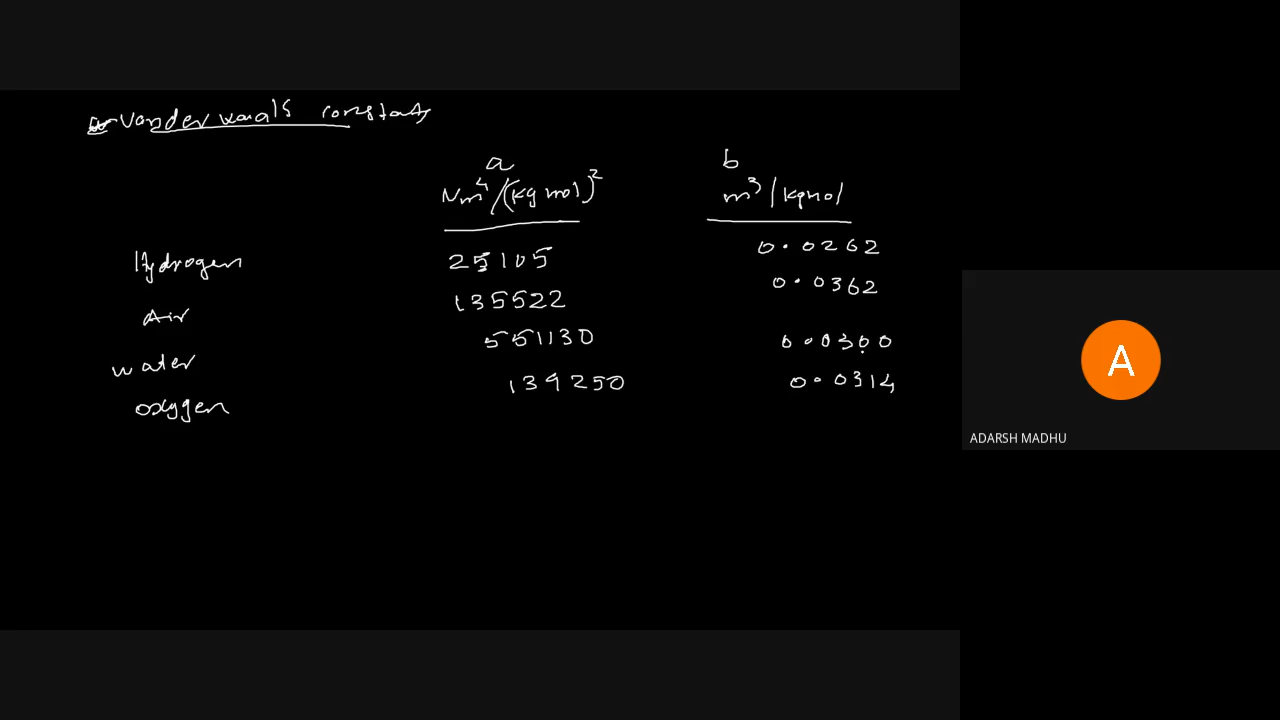 Vander waals constants
a b
Nm⁴/(kg mol)² m³/kgmol
Hydrogen 25105 0.0262
Air 135522 0.0362
water 551130 0.0300
oxygen 139250 0.0314
A
ADARSH MADHU